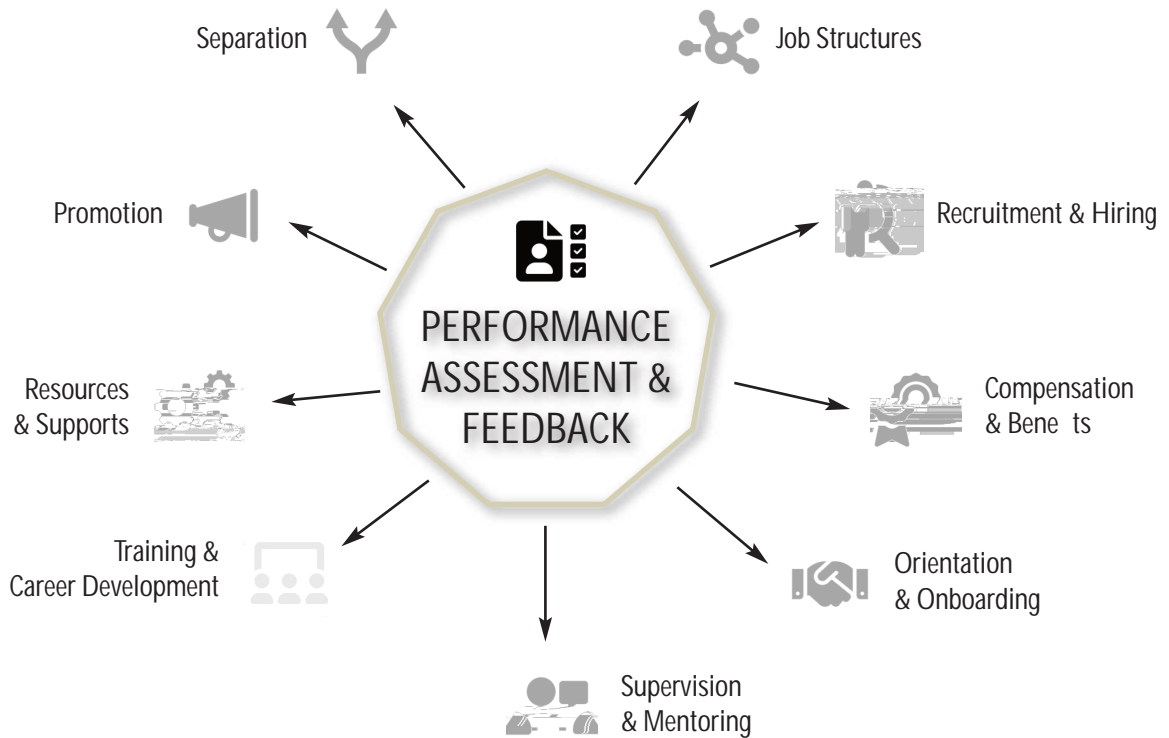 Separation
Job Structures
Promotion
Recruitment & Hiring
PERFORMANCE
ASSESSMENT &
FEEDBACK
Resources
& Supports
Compensation
& Bene ts
Training &
Career Development
Orientation
& Onboarding
Supervision
& Mentoring